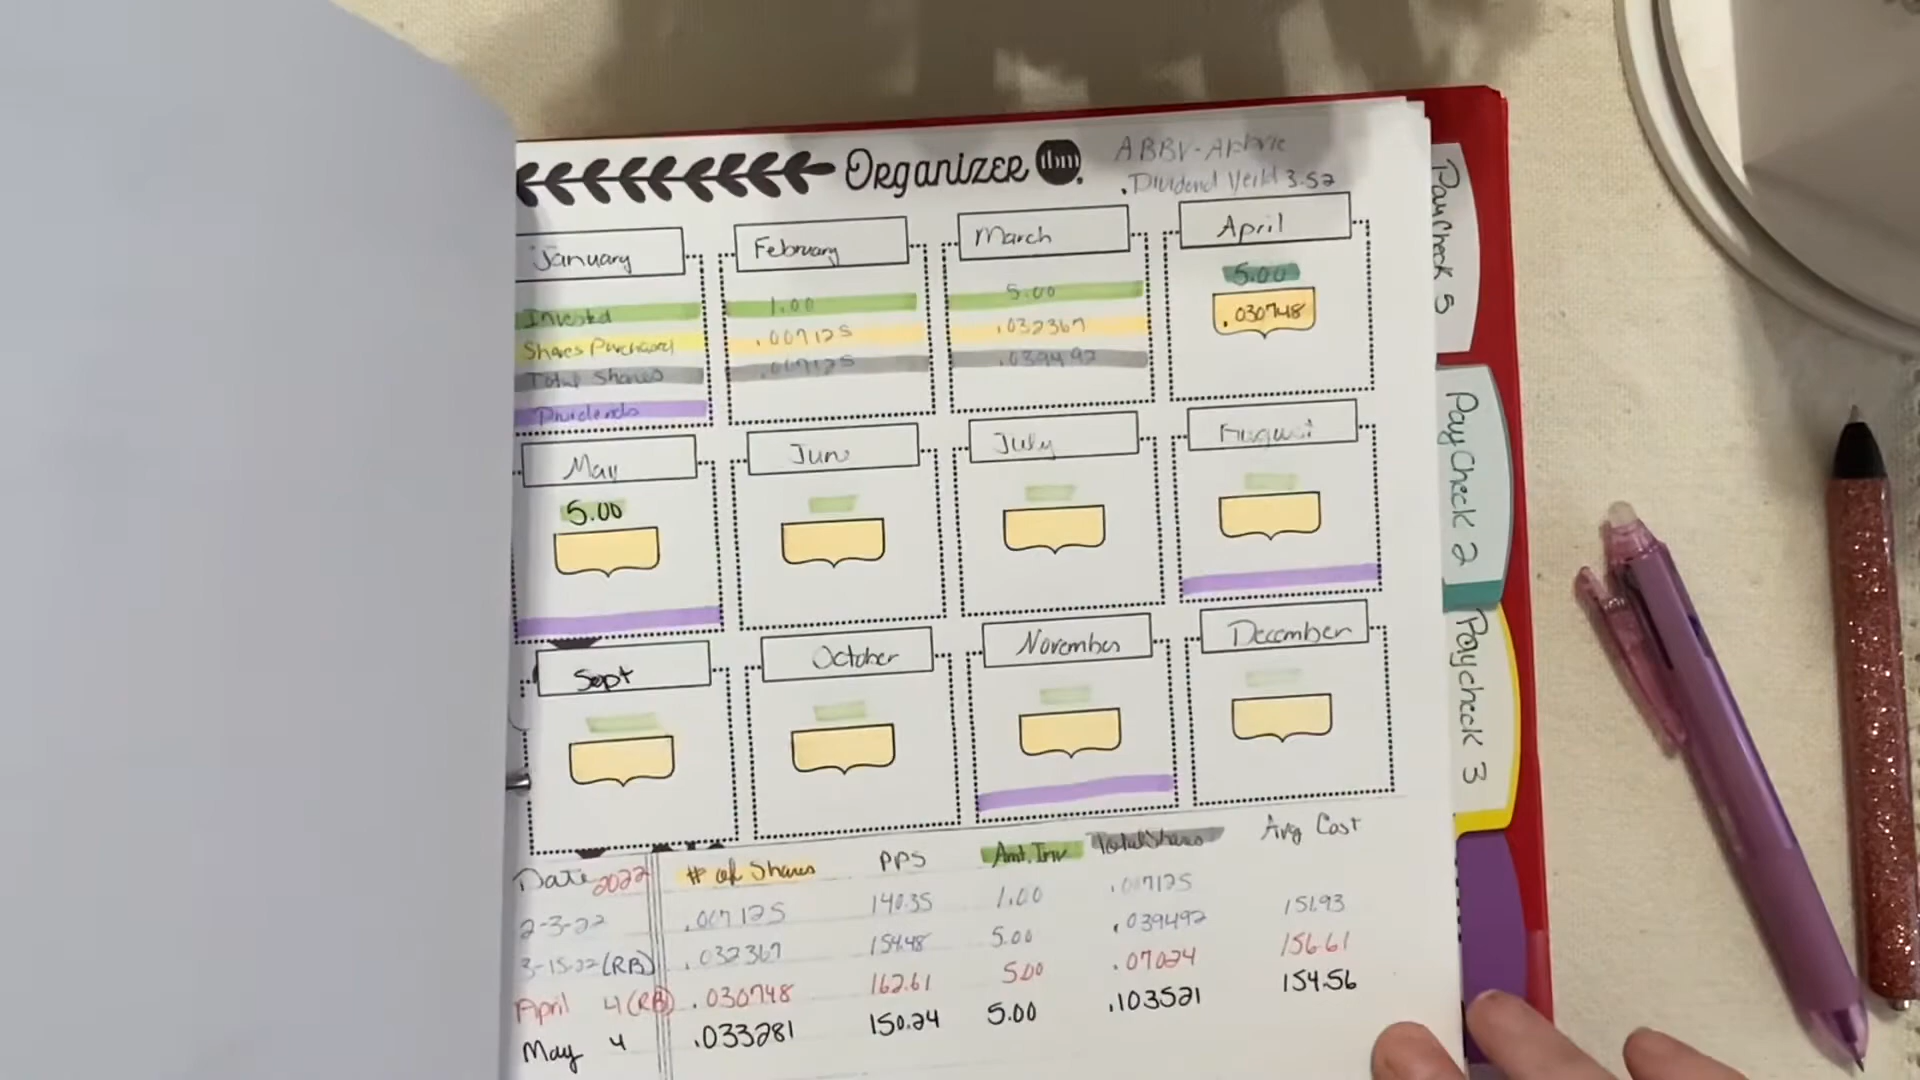 Organizer ibm.
ABBV-Abbvie
.Dividend Yeild 3.52
January February March April
Invested 1.00 5.00 5.00
Shares Purchased .007125 .032367 .030748
Total Shares .007125 .039492
Dividends
May June July August
5.00
Sept October November December
Date 2022 # of Shares PPS Amt. Inv Total Shares Avg Cost
2-3-22 .007125 140.35 1.00 .007125
3-15-22 (RB) .032367 154.48 5.00 .039492 151.93
April 4 (RB) .030748 162.61 5.00 .07024 156.61
May 4 .033281 150.24 5.00 .103521 154.56
PayCheck 5
PayCheck 2
Paycheck 3